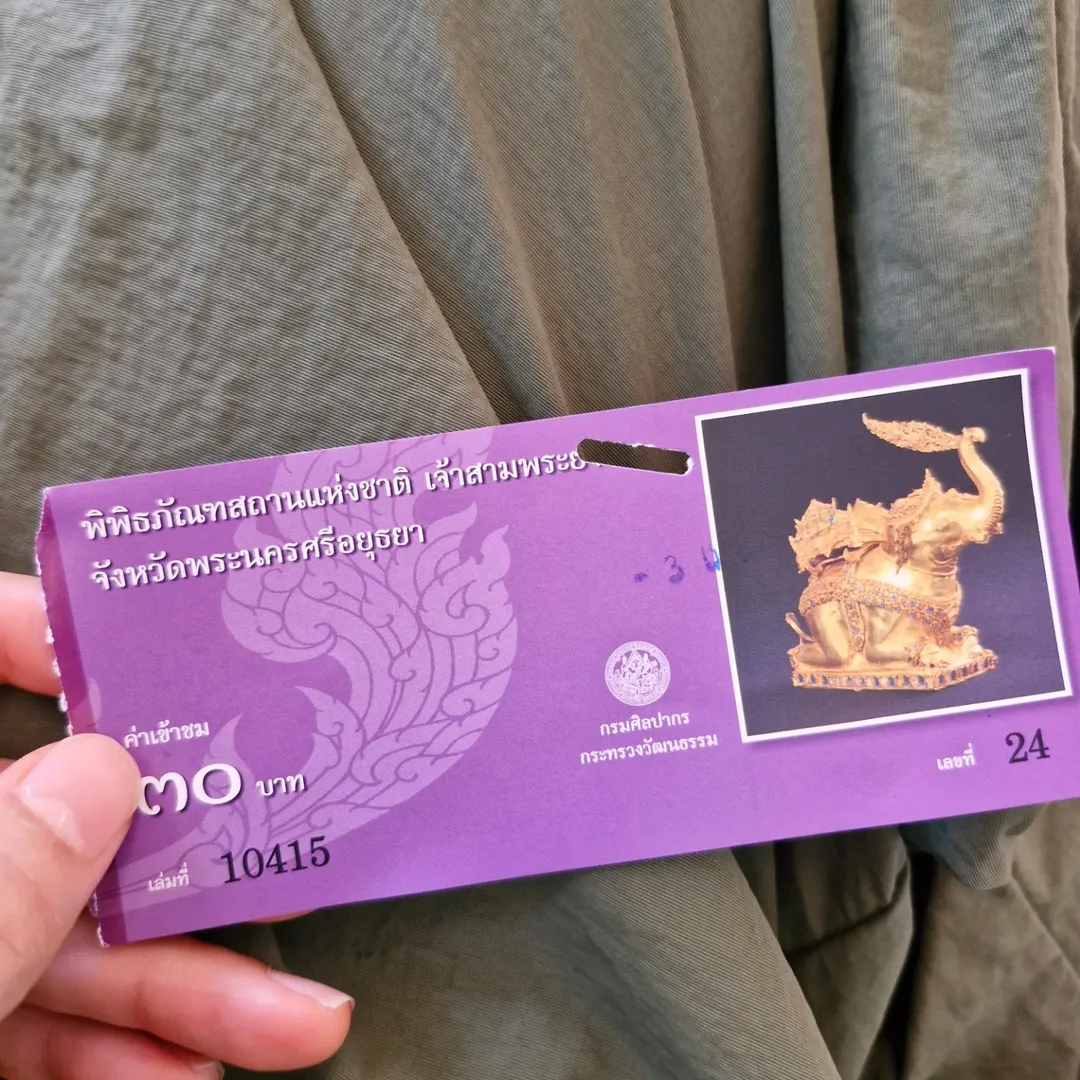 พิพิธภัณฑสถานแห่งชาติ เจ้าสามพระย
จังหวัดพระนครศรีอยุธยา
- 3
ค่าเข้าชม
๓๐ บาท
กรมศิลปากร
กระทรวงวัฒนธรรม
เลขที่ 24
เล่มที่ 10415